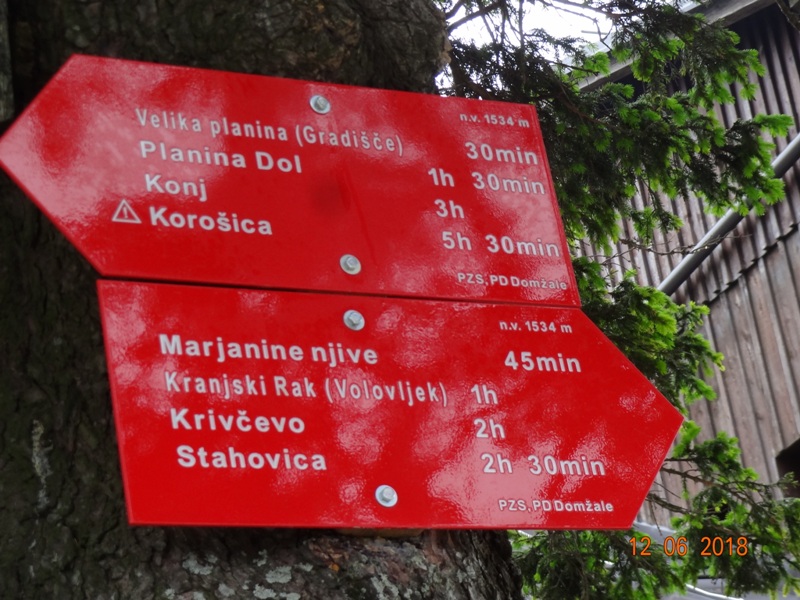 n.v. 1534 m
Velika planina (Gradišče) 30min
Planina Dol 1h 30min
Konj 3h
Korošica 5h 30min
PZS, PD Domžale
n.v. 1534 m
Marjanine njive 45min
Kranjski Rak (Volovljek) 1h
Krivčevo 2h
Stahovica 2h 30min
PZS, PD Domžale
12 06 2018